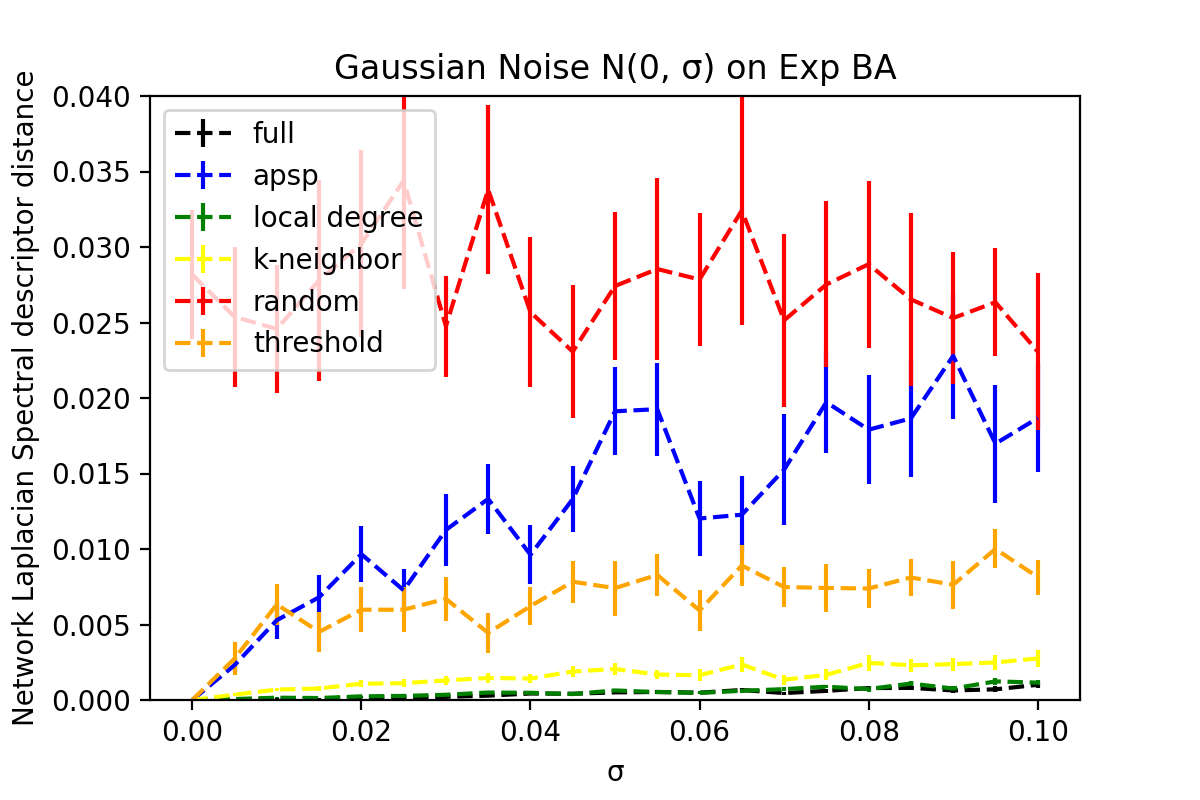 Gaussian Noise N(0, σ) on Exp BA
Network Laplacian Spectral descriptor distance
0.040
0.035
0.030
0.025
0.020
0.015
0.010
0.005
0.000
full
apsp
local degree
k-neighbor
random
threshold
0.00 0.02 0.04 0.06 0.08 0.10
σ